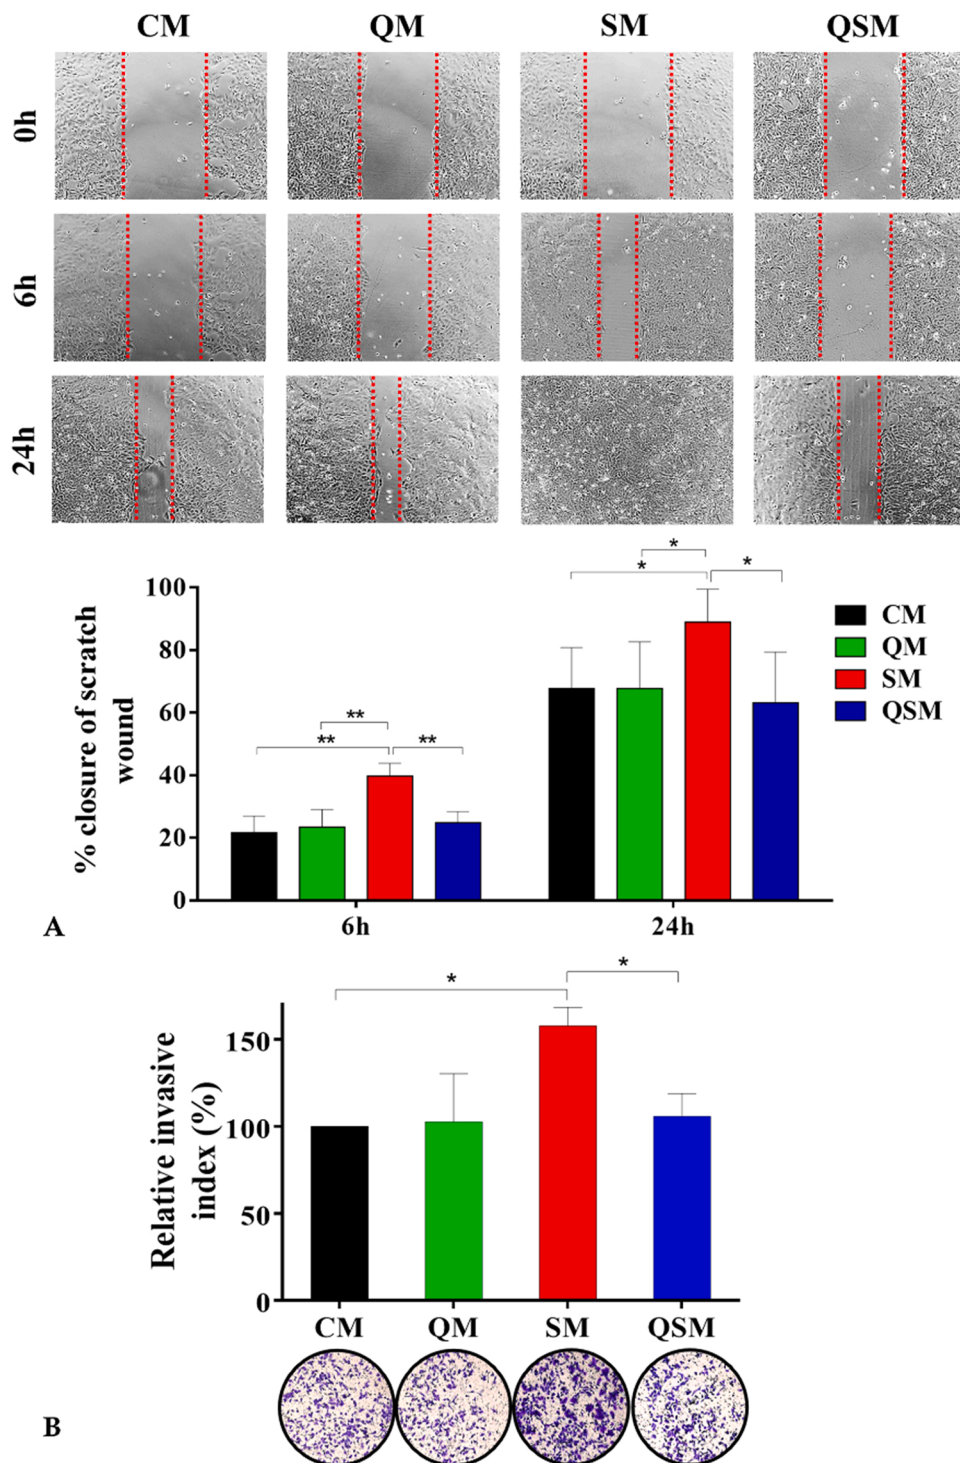 CM QM SM QSM
0h
6h
24h
* * *
100
80
60
40
20
0
% closure of scratch
wound
** ** **
CM
QM
SM
QSM
6h 24h
A
* *
150
100
50
0
Relative invasive
index (%)
CM QM SM QSM
B